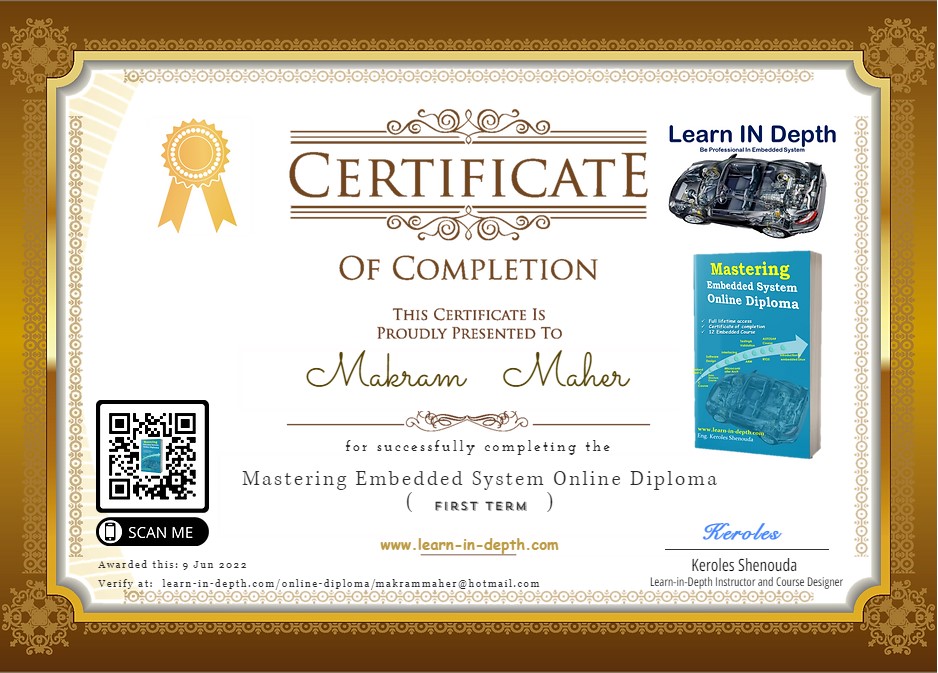 Learn IN Depth
Be Professional In Embedded System
CERTIFICATE
OF COMPLETION
THIS CERTIFICATE IS
PROUDLY PRESENTED TO
Makram Maher
for successfully completing the
Mastering Embedded System Online Diploma
( FIRST TERM )
www.learn-in-depth.com
Mastering
Embedded System
Online Diploma
✓ Full lifetime access
✓ Certificate of completion
✓ 12 Embedded Course
www.learn-in-depth.com
Eng. Keroles Shenouda
SCAN ME
Awarded this: 9 Jun 2022
Verify at: learn-in-depth.com/online-diploma/makrammaher@hotmail.com
Keroles
Keroles Shenouda
Learn-in-Depth Instructor and Course Designer